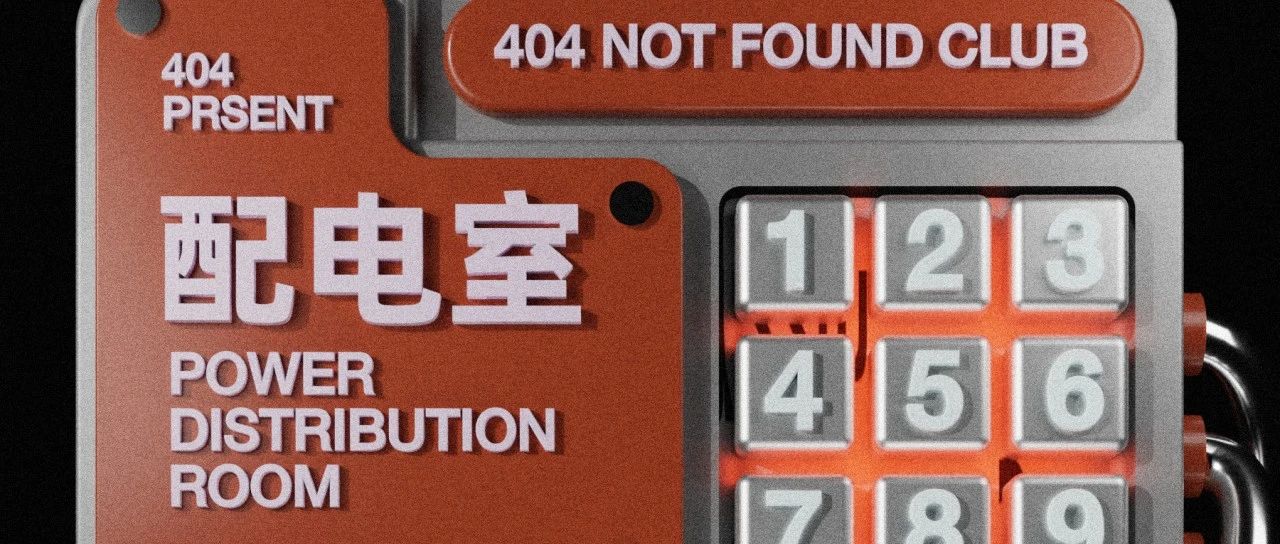 404 NOT FOUND CLUB
404
PRSENT
配电室
POWER
DISTRIBUTION
ROOM
1 2 3
4 5 6
7 8 9